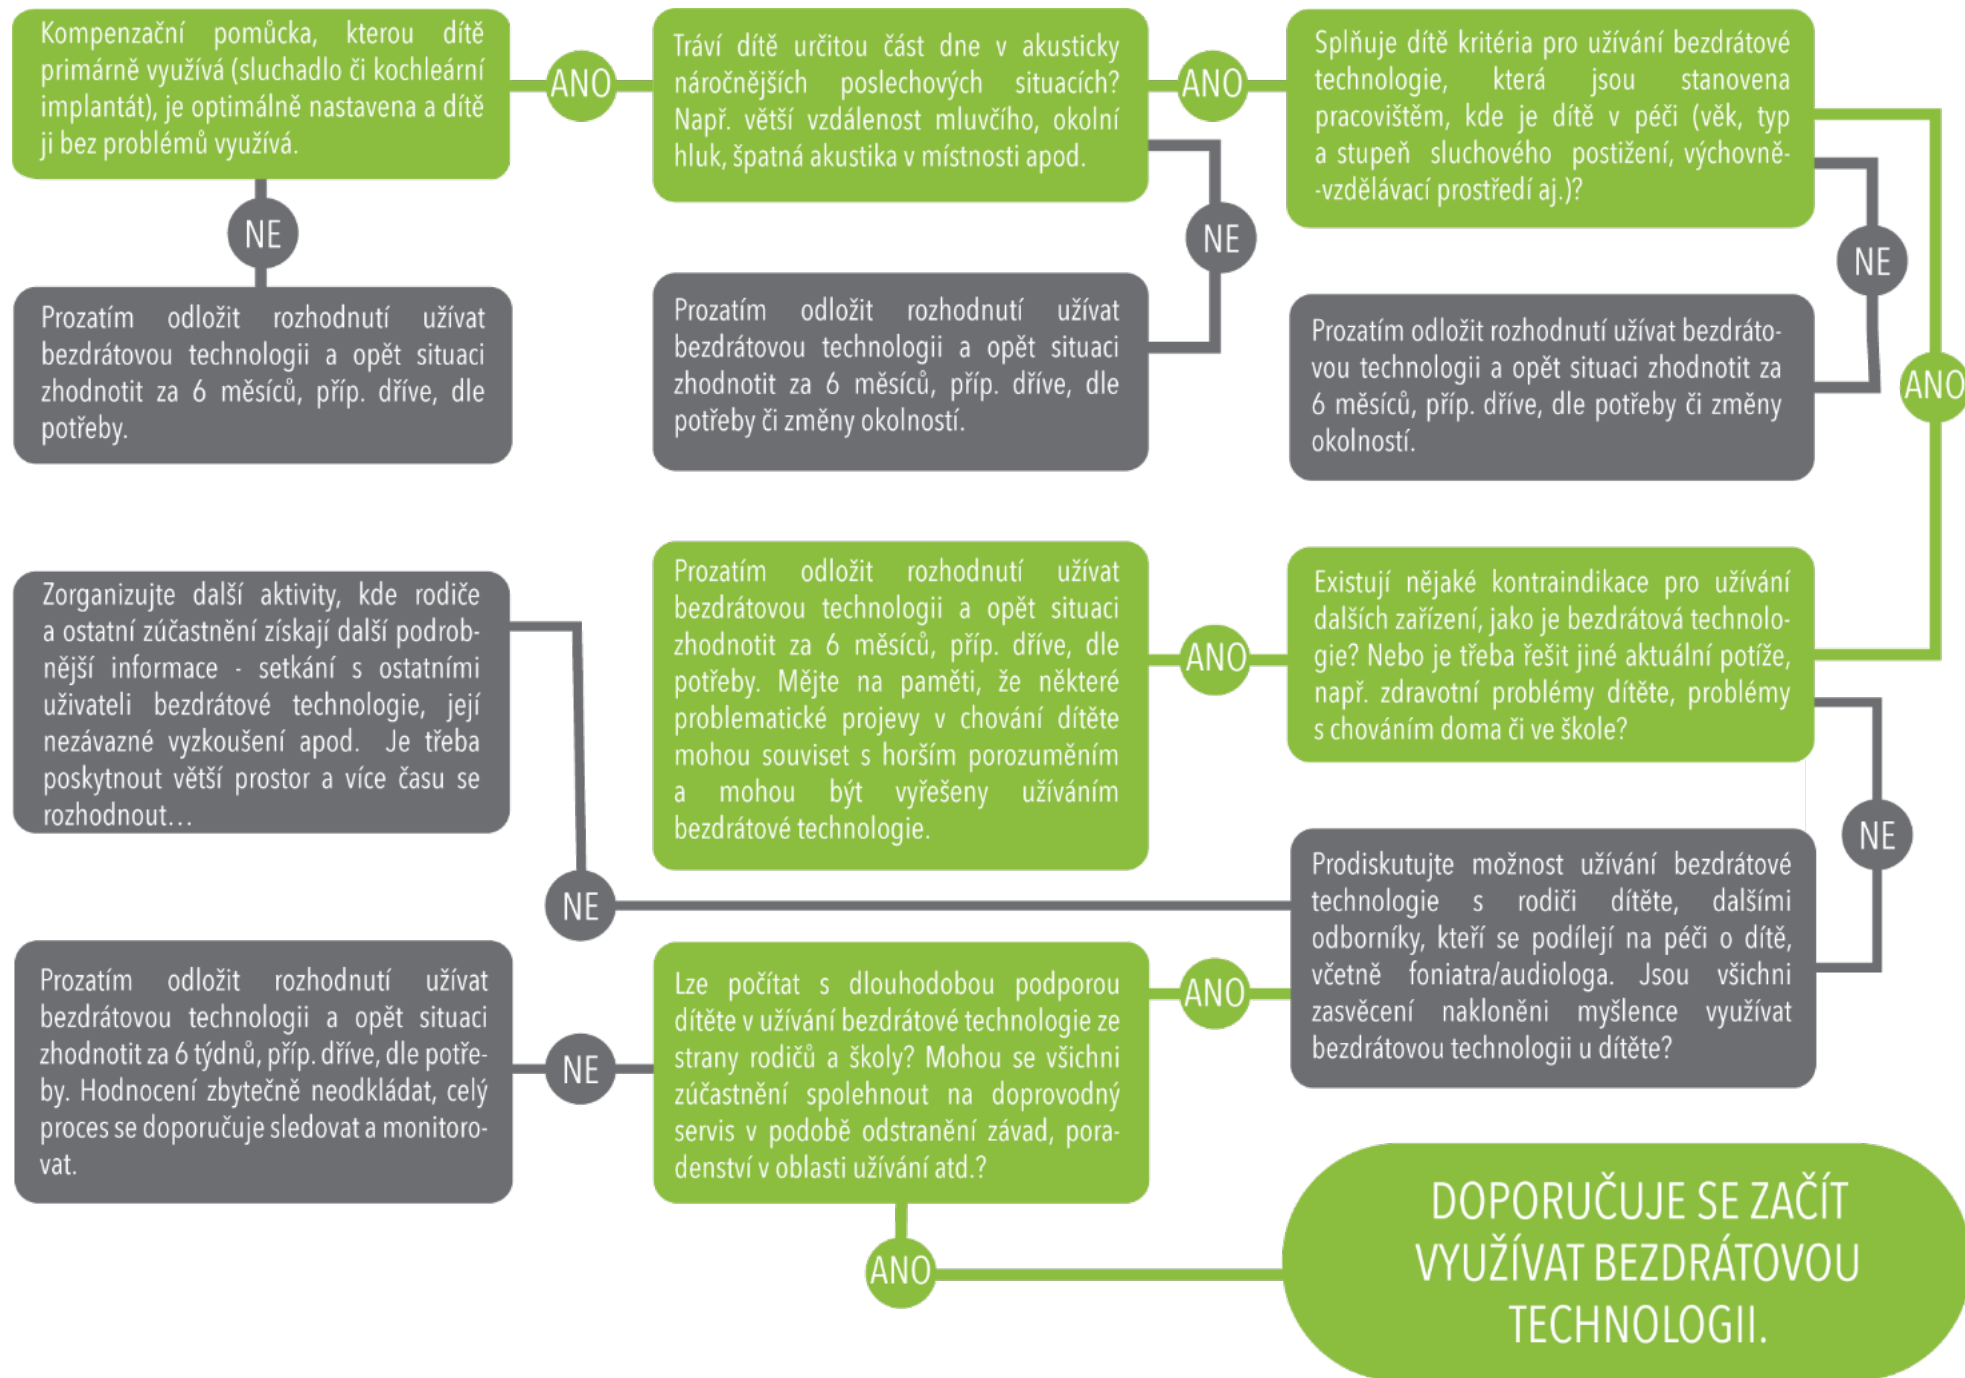 Kompenzační pomůcka, kterou dítě
primárně využívá (sluchadlo či kochleární
implantát), je optimálně nastavena a dítě
ji bez problémů využívá.
ANO
Tráví dítě určitou část dne v akusticky
náročnějších poslechových situacích?
Např. větší vzdálenost mluvčího, okolní
hluk, špatná akustika v místnosti apod.
ANO
Splňuje dítě kritéria pro užívání bezdrátové
technologie, která jsou stanovena
pracovištěm, kde je dítě v péči (věk, typ
a stupeň sluchového postižení, výchovně-
-vzdělávací prostředí aj.)?
NE
NE
NE
Prozatím odložit rozhodnutí užívat
bezdrátovou technologii a opět situaci
zhodnotit za 6 měsíců, příp. dříve, dle
potřeby.
Prozatím odložit rozhodnutí užívat
bezdrátovou technologii a opět situaci
zhodnotit za 6 měsíců, příp. dříve, dle
potřeby či změny okolností.
Prozatím odložit rozhodnutí užívat bezdráto-
vou technologii a opět situaci zhodnotit za
6 měsíců, příp. dříve, dle potřeby či změny
okolností.
ANO
Existují nějaké kontraindikace pro užívání
dalších zařízení, jako je bezdrátová technolo-
gie? Nebo je třeba řešit jiné aktuální potíže,
např. zdravotní problémy dítěte, problémy
s chováním doma či ve škole?
ANO
Prozatím odložit rozhodnutí užívat
bezdrátovou technologii a opět situaci
zhodnotit za 6 měsíců, příp. dříve, dle
potřeby. Mějte na paměti, že některé
problematické projevy v chování dítěte
mohou souviset s horším porozuměním
a mohou být vyřešeny užíváním
bezdrátové technologie.
NE
Prodiskutujte možnost užívání bezdrátové
technologie s rodiči dítěte, dalšími
odborníky, kteří se podílejí na péči o dítě,
včetně foniatra/audiologa. Jsou všichni
zasvěcení nakloněni myšlence využívat
bezdrátovou technologii u dítěte?
NE
Zorganizujte další aktivity, kde rodiče
a ostatní zúčastnění získají další podrob-
nější informace - setkání s ostatními
uživateli bezdrátové technologie, její
nezávazné vyzkoušení apod. Je třeba
poskytnout větší prostor a více času se
rozhodnout…
ANO
Lze počítat s dlouhodobou podporou
dítěte v užívání bezdrátové technologie ze
strany rodičů a školy? Mohou se všichni
zúčastnění spolehnout na doprovodný
servis v podobě odstranění závad, pora-
denství v oblasti užívání atd.?
NE
Prozatím odložit rozhodnutí užívat
bezdrátovou technologii a opět situaci
zhodnotit za 6 týdnů, příp. dříve, dle potře-
by. Hodnocení zbytečně neodkládat, celý
proces se doporučuje sledovat a monitoro-
vat.
ANO
DOPORUČUJE SE ZAČÍT
VYUŽÍVAT BEZDRÁTOVOU
TECHNOLOGII.